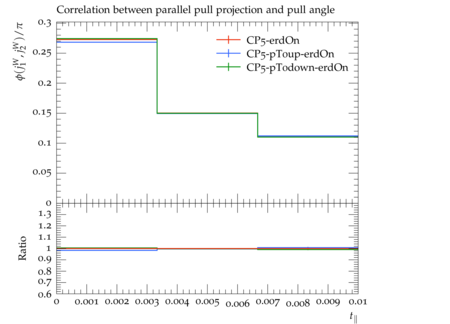 Correlation between parallel pull projection and pull angle
ϕ(j₁ᵂ, j₂ᵂ)/π
0.3
0.25
0.2
0.15
0.1
0.05
0
CP5-erdOn
CP5-pToup-erdOn
CP5-pTodown-erdOn
Ratio
1.3
1.2
1.1
1
0.9
0.8
0.7
0.6
0 0.001 0.002 0.003 0.004 0.005 0.006 0.007 0.008 0.009 0.01
t∥